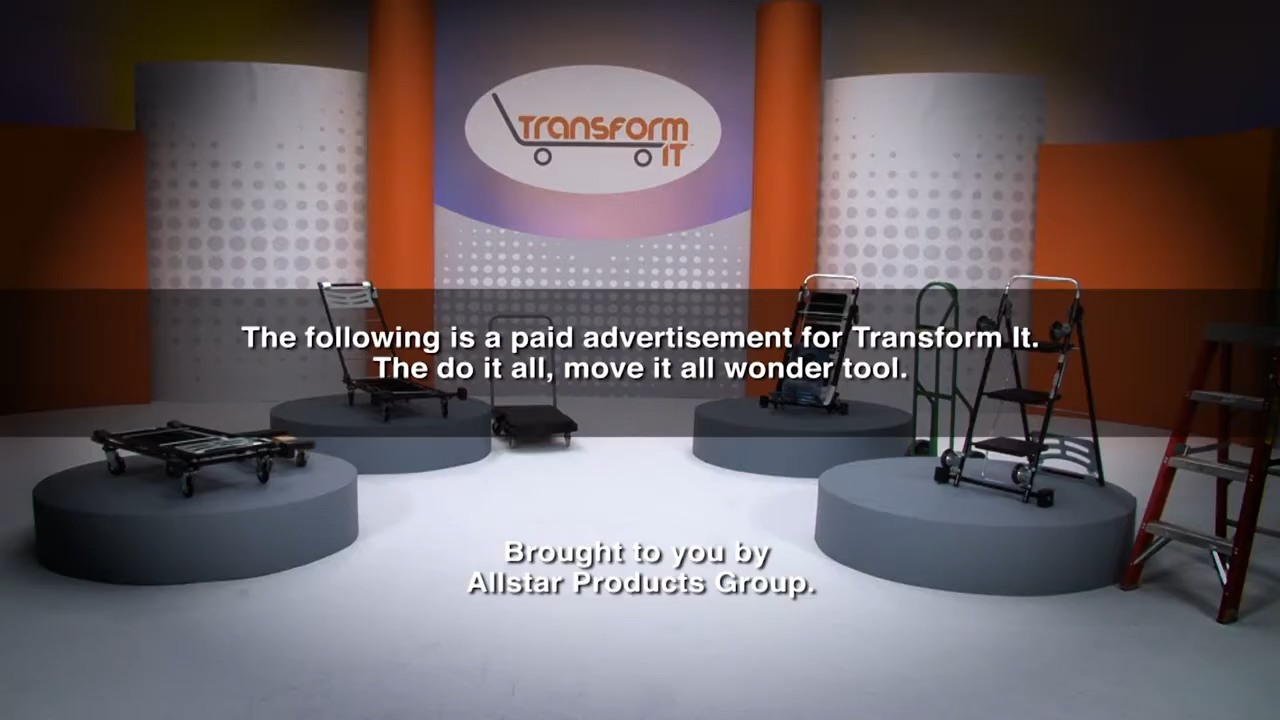 Transform
IT
The following is a paid advertisement for Transform It.
The do it all, move it all wonder tool.
Brought to you by
Allstar Products Group.